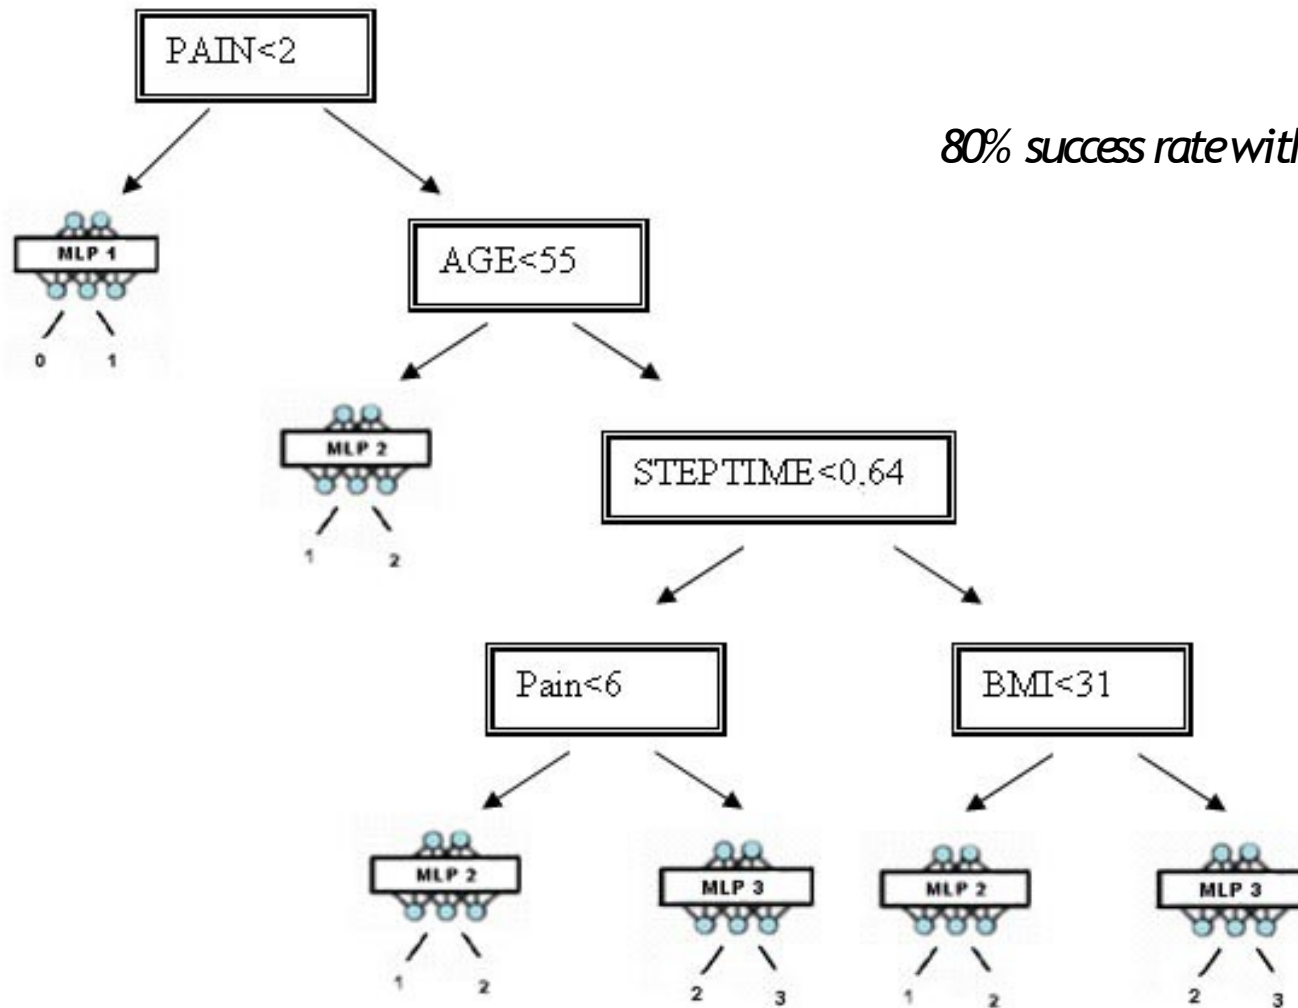 PAIN<2
80% success rate with
MLP 1
0 1
AGE<55
MLP 2
1 2
STEPTIME<0.64
Pain<6
BMI<31
MLP 2
1 2
MLP 3
2 3
MLP 2
1 2
MLP 3
2 3